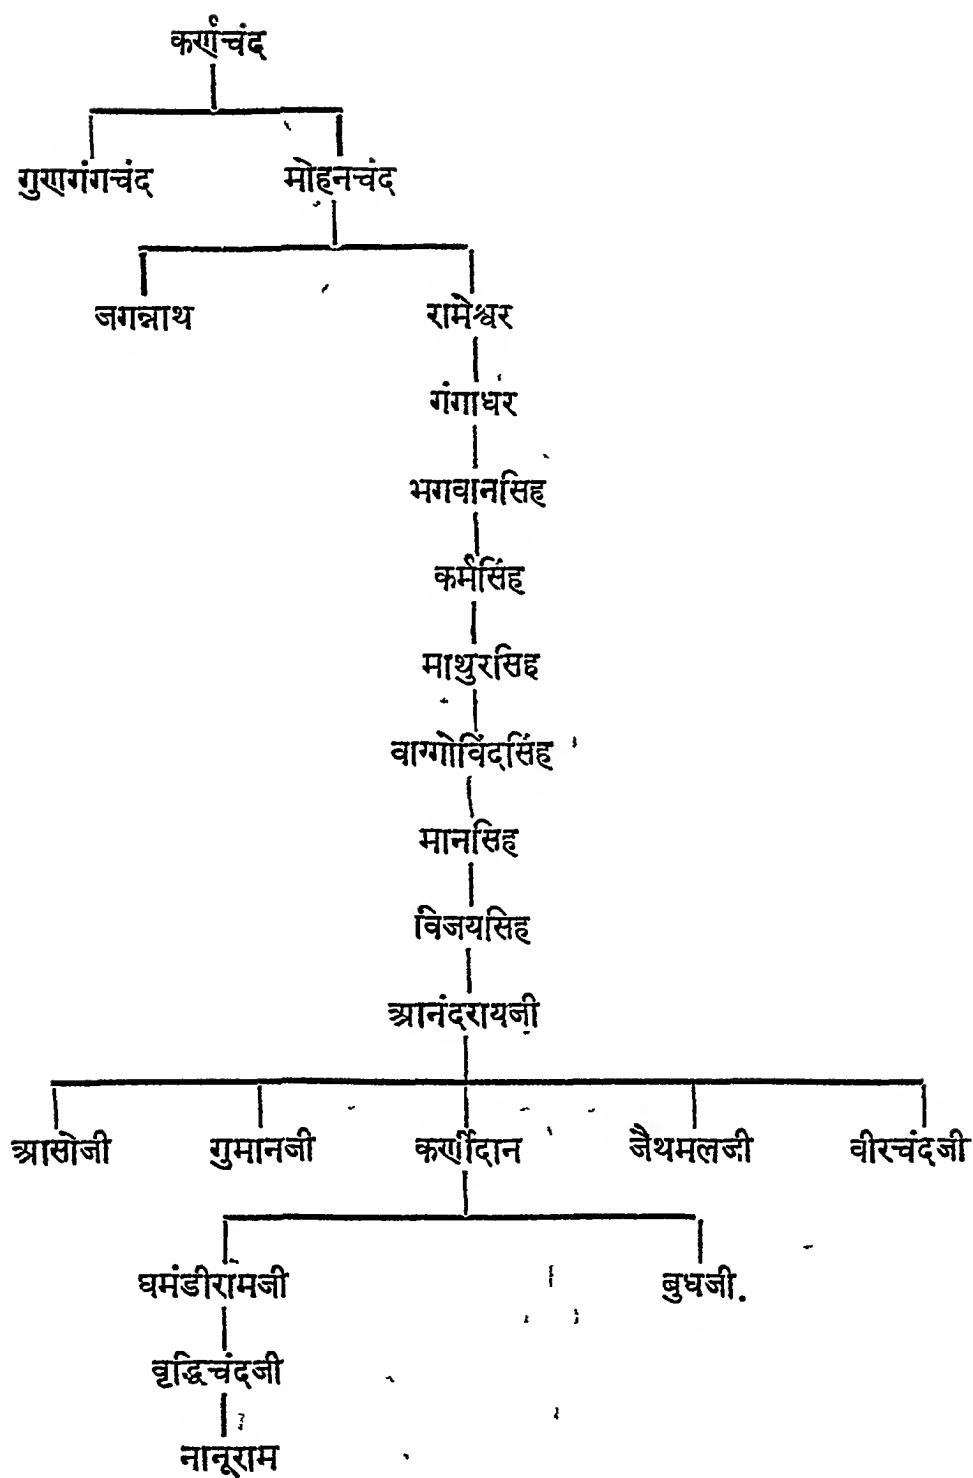 कर्णचंद
गुणगंगचंद मोहनचंद
जगन्नाथ रामेश्वर
गंगाधर
भगवानसिंह
कर्मसिंह
माथुरसिंह
वाग्गोविंदसिंह
मानसिंह
विजयसिंह
आनंदरायजी
आसोजी गुमानजी कर्णीदान जैथमलजी वीरचंदजी
घमंडीरामजी बुधजी.
वृद्धिचंदजी
नानूराम